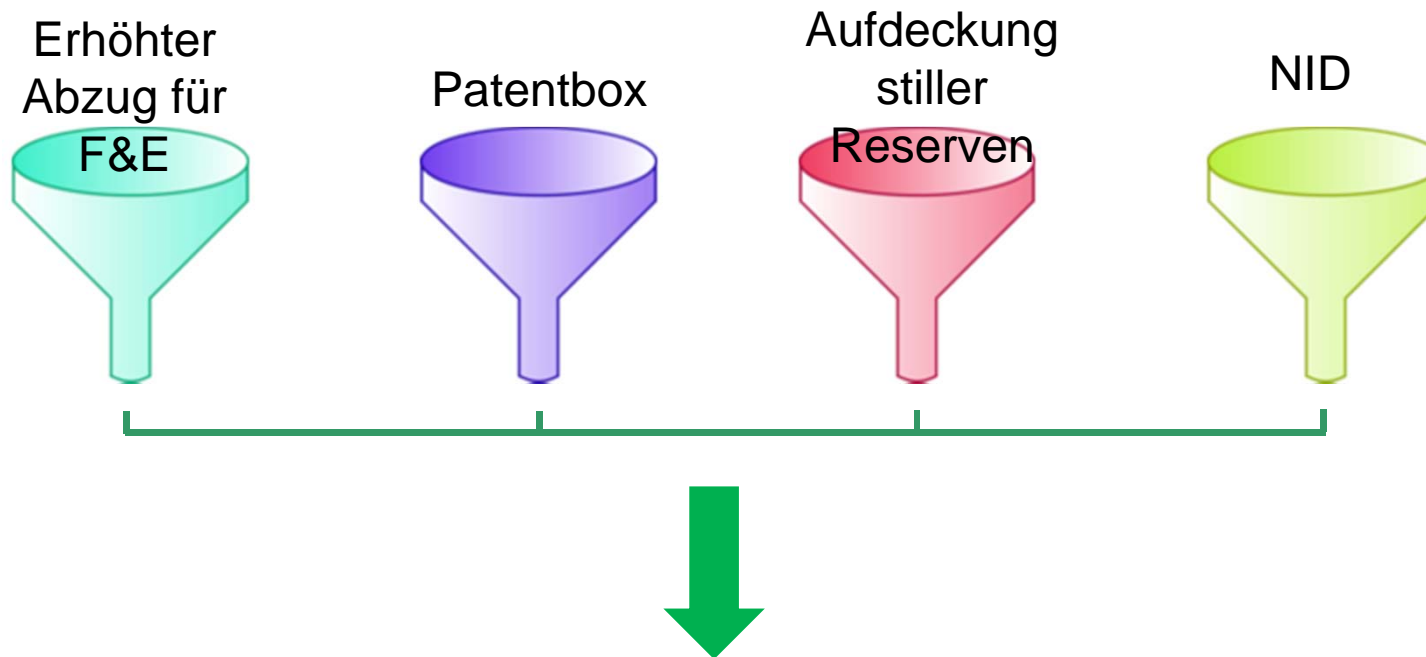 Erhöhter
Abzug für
F&E
Patentbox
Aufdeckung
stiller
Reserven
NID